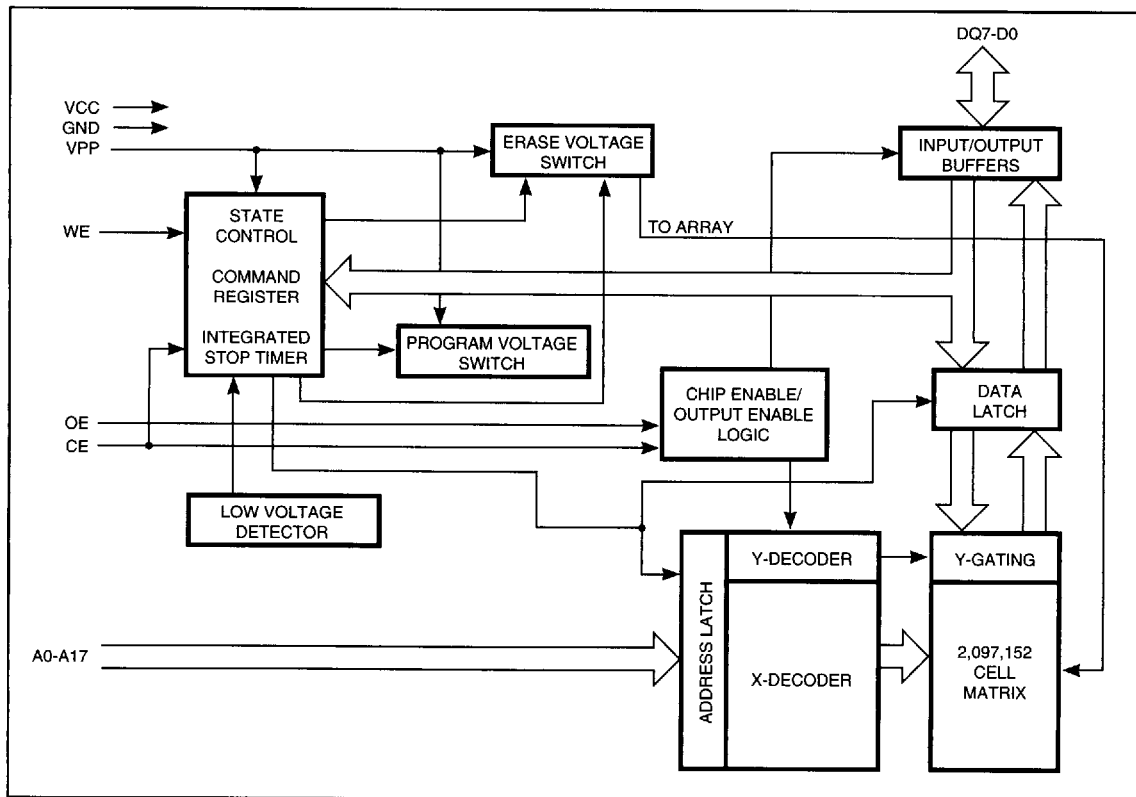 DQ7-D0
VCC
GND
VPP
ERASE VOLTAGE
SWITCH
INPUT/OUTPUT
BUFFERS
WE
STATE
CONTROL
COMMAND
REGISTER
INTEGRATED
STOP TIMER
TO ARRAY
PROGRAM VOLTAGE
SWITCH
CHIP ENABLE/
OUTPUT ENABLE
LOGIC
DATA
LATCH
OE
CE
LOW VOLTAGE
DETECTOR
ADDRESS LATCH
Y-DECODER
Y-GATING
A0-A17
X-DECODER
2,097,152
CELL
MATRIX